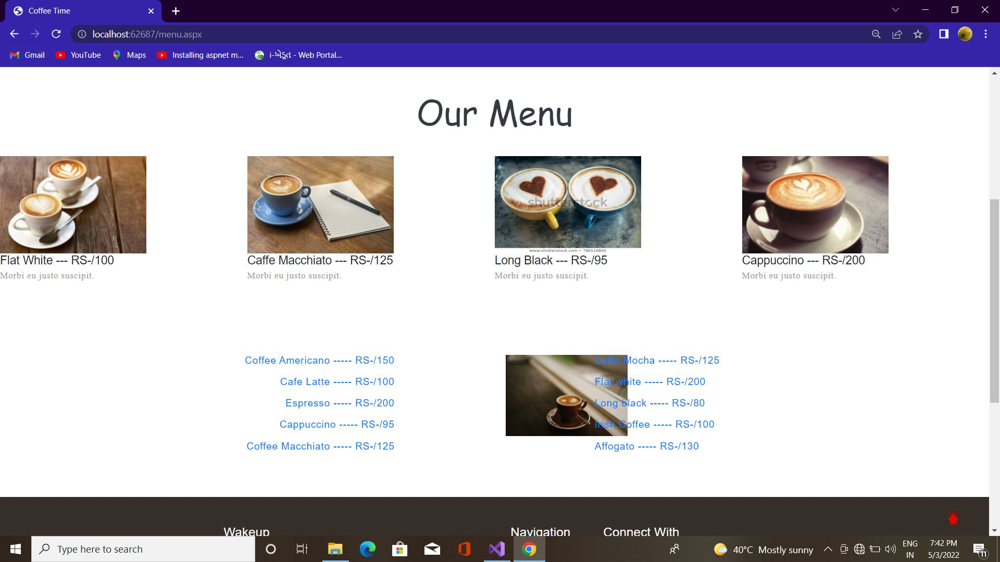 Coffee Time
localhost:62687/menu.aspx
Gmail YouTube Maps Installing aspnet m... i-ખેડૂત - Web Portal...
Our Menu
shutterstock
www.shutterstock.com • 790110841
Flat White --- RS-/100
Morbi eu justo suscipit.
Caffe Macchiato --- RS-/125
Morbi eu justo suscipit.
Long Black --- RS-/95
Morbi eu justo suscipit.
Cappuccino --- RS-/200
Morbi eu justo suscipit.
Coffee Americano ----- RS-/150
Cafe Latte ----- RS-/100
Espresso ----- RS-/200
Cappuccino ----- RS-/95
Coffee Macchiato ----- RS-/125
Caffe Mocha ----- RS-/125
Flat white ----- RS-/200
Long black ----- RS-/80
Irish Coffee ----- RS-/100
Affogato ----- RS-/130
Wakeup Navigation Connect With
Type here to search
40°C Mostly sunny
ENG
IN
7:42 PM
5/3/2022
11